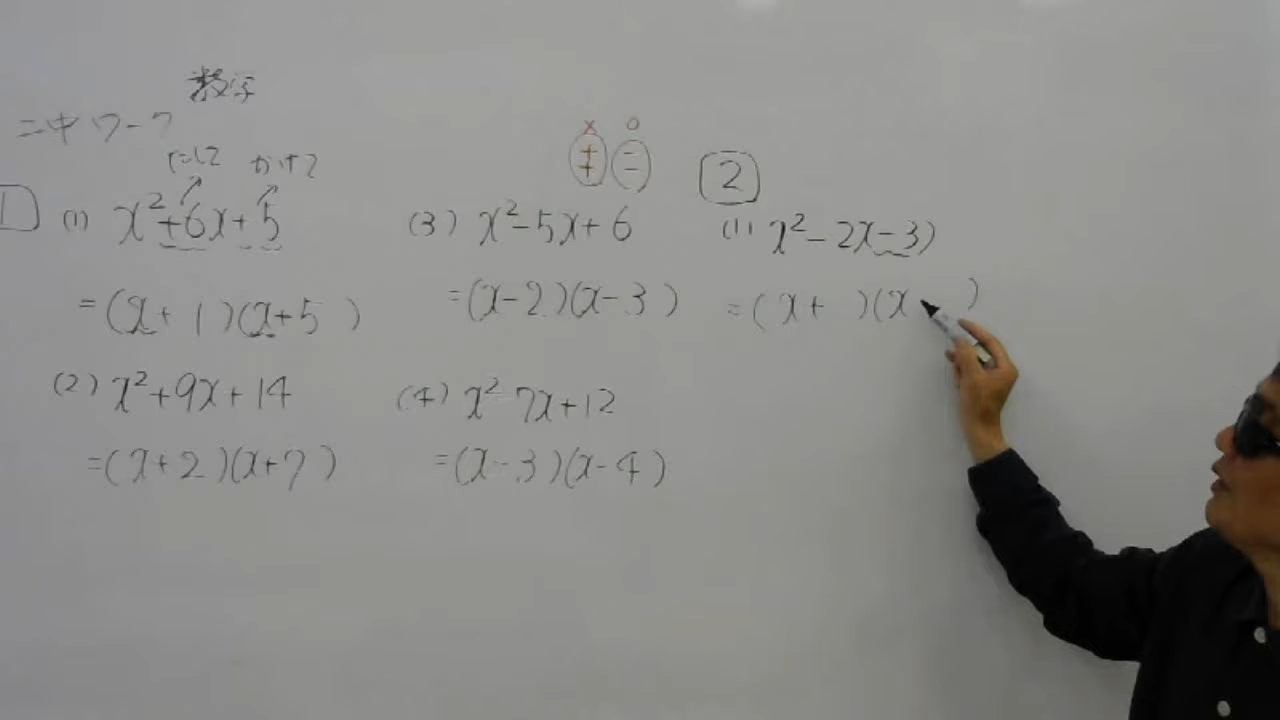 数学
二中ワー7
たして かけて
1 (1) x²+6x+5
=(x+1)(x+5)
(2) x²+9x+14
=(x+2)(x+7)
× ○
+ −
+ −
(3) x²-5x+6
=(x-2)(x-3)
(4) x² 7x+12
=(x-3)(x-4)
2
(1) x²-2x-3)
=(x+ )(x )